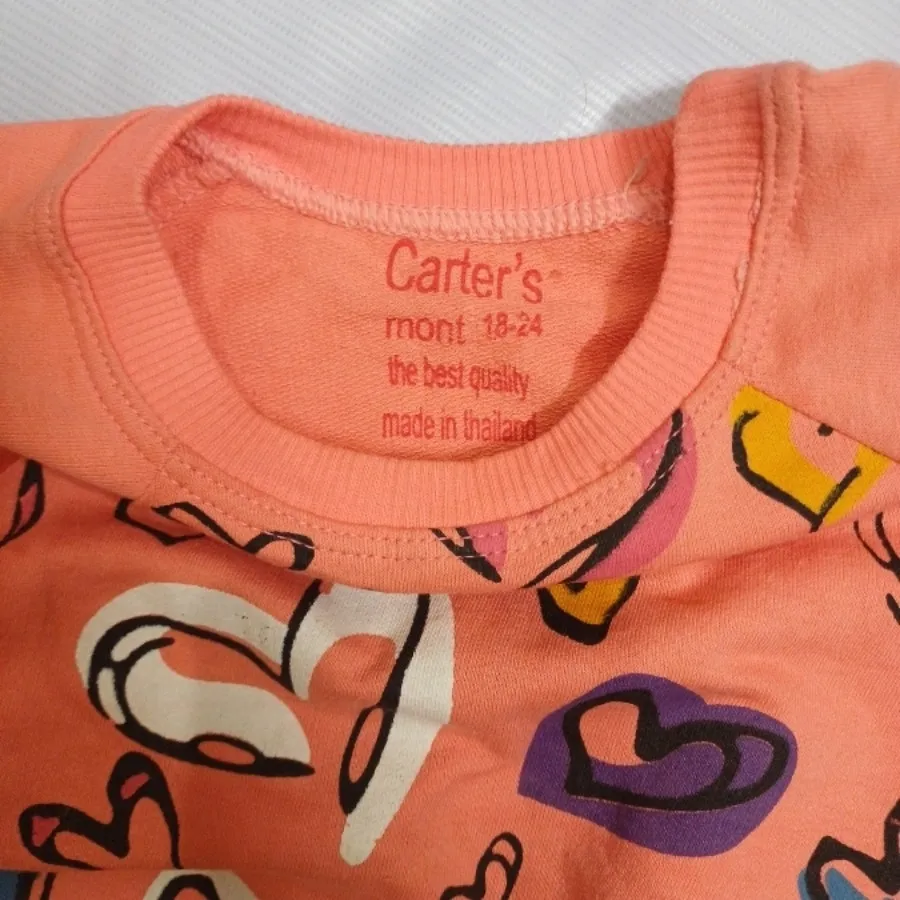 Carter's
mont 18-24
the best quality
made in thailand